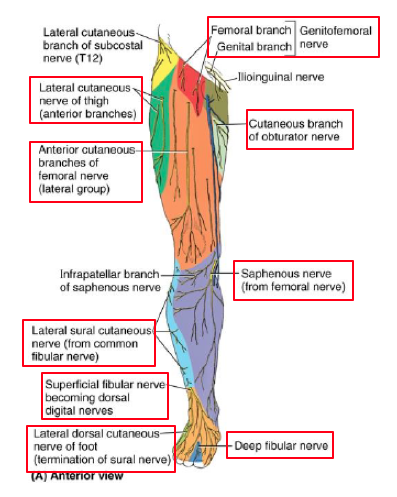 Lateral cutaneous
branch of subcostal
nerve (T12)
Femoral branch
Genital branch
Genitofemoral
nerve
Ilioinguinal nerve
Lateral cutaneous
nerve of thigh
(anterior branches)
Cutaneous branch
of obturator nerve
Anterior cutaneous
branches of
femoral nerve
(lateral group)
Infrapatellar branch
of saphenous nerve
Saphenous nerve
(from femoral nerve)
Lateral sural cutaneous
nerve (from common
fibular nerve)
Superficial fibular nerve
becoming dorsal
digital nerves
Lateral dorsal cutaneous
nerve of foot
(termination of sural nerve)
Deep fibular nerve
(A) Anterior view